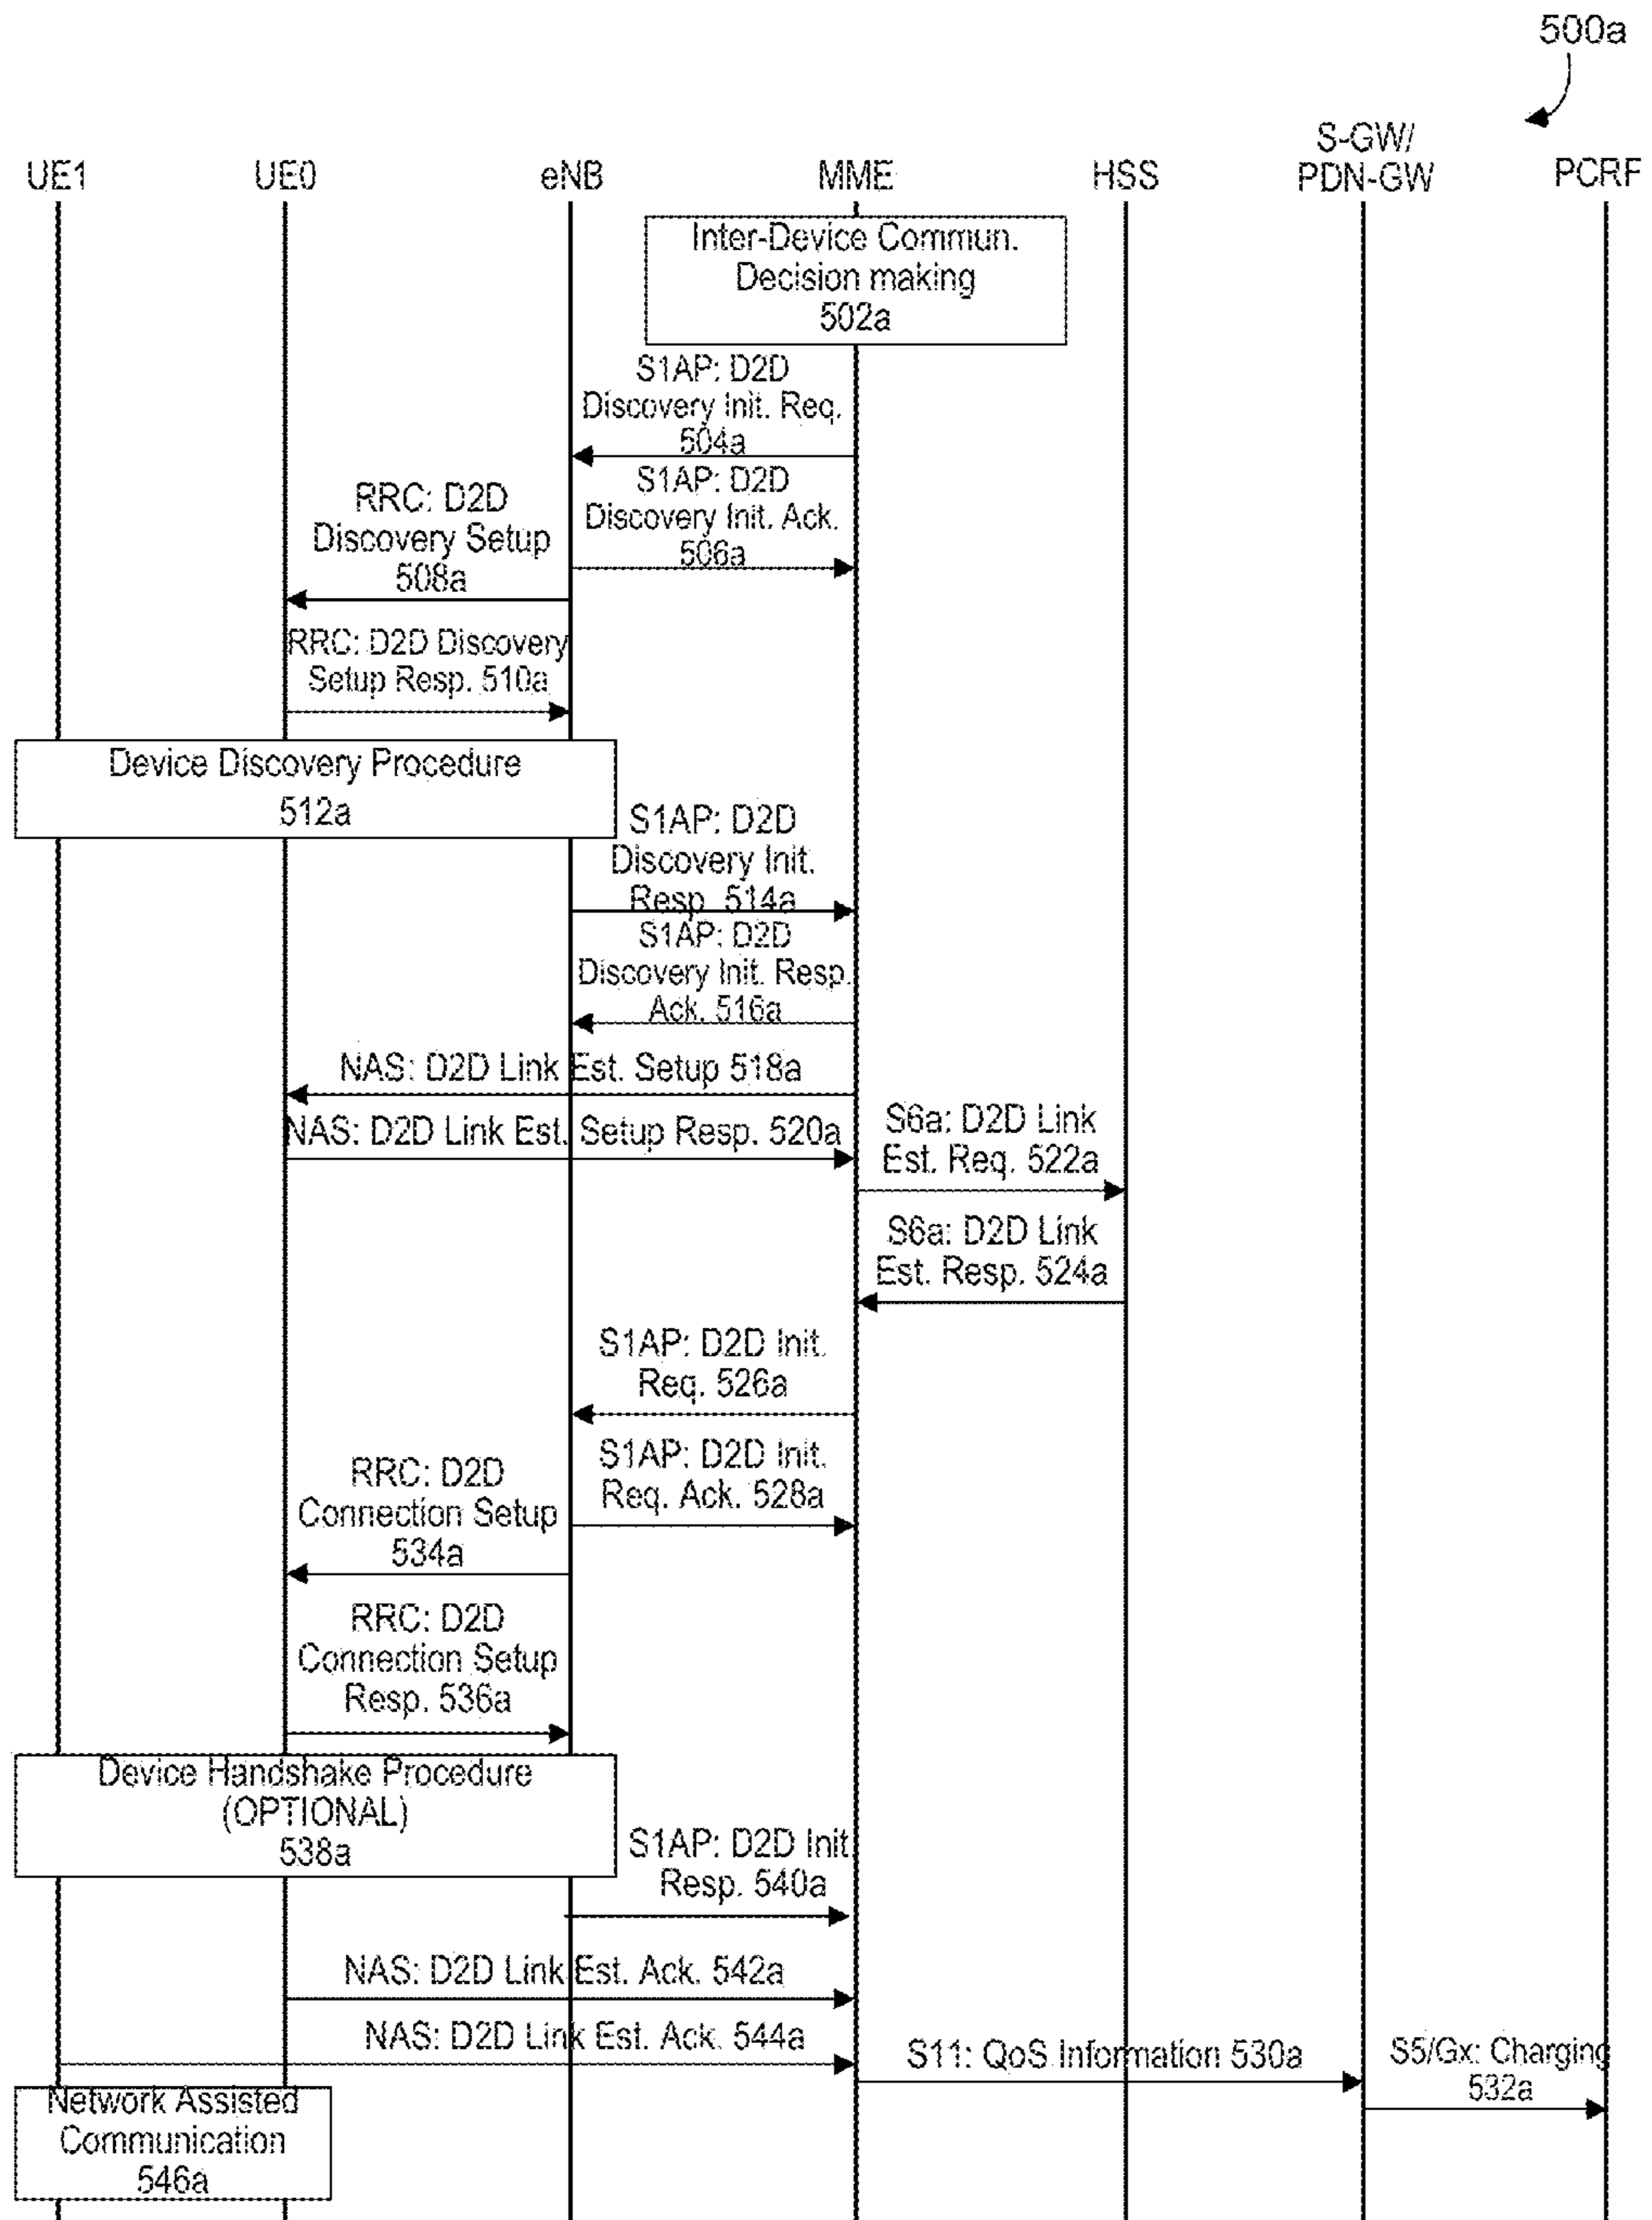 500a
UE1
UE0
eNB
MME
HSS
S-GW/
PDN-GW
PCRF
Inter-Device Commun.
Decision making
502a
S1AP: D2D
Discovery Init. Req.
504a
S1AP: D2D
Discovery Init. Ack.
506a
RRC: D2D
Discovery Setup
508a
RRC: D2D Discovery
Setup Resp. 510a
Device Discovery Procedure
512a
S1AP: D2D
Discovery Init.
Resp. 514a
S1AP: D2D
Discovery Init. Resp.
Ack. 516a
NAS: D2D Link Est. Setup 518a
NAS: D2D Link Est. Setup Resp. 520a
S6a: D2D Link
Est. Req. 522a
S6a: D2D Link
Est. Resp. 524a
S1AP: D2D Init.
Req. 526a
S1AP: D2D Init.
Req. Ack. 528a
RRC: D2D
Connection Setup
534a
RRC: D2D
Connection Setup
Resp. 536a
Device Handshake Procedure
(OPTIONAL)
538a
S1AP: D2D Init.
Resp. 540a
NAS: D2D Link Est. Ack. 542a
NAS: D2D Link Est. Ack. 544a
S11: QoS Information 530a
S5/Gx: Charging
532a
Network Assisted
Communication
546a